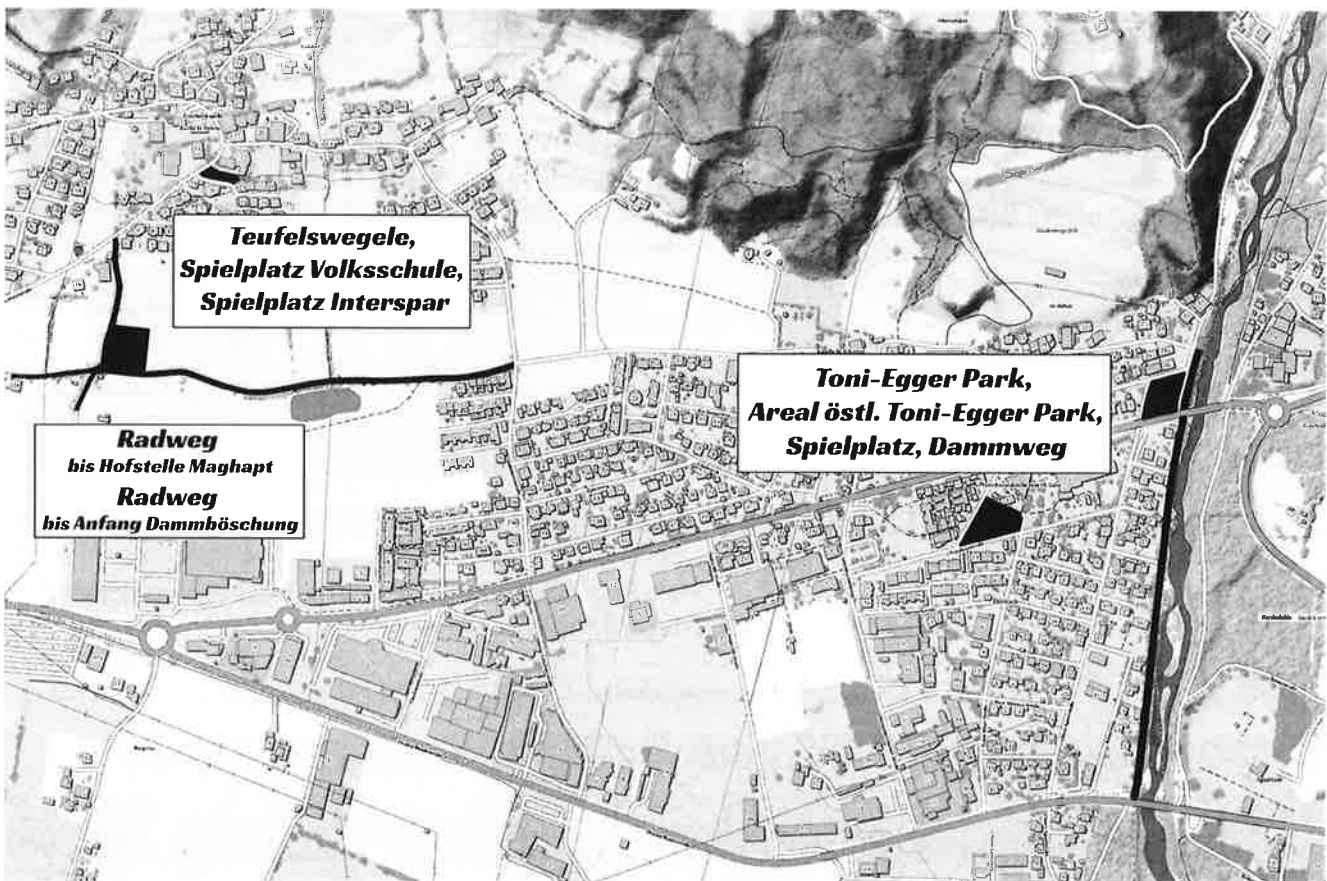 Teufelswegele,
Spielplatz Volksschule,
Spielplatz Interspar
Toni-Egger Park,
Areal östl. Toni-Egger Park,
Spielplatz, Dammweg
Radweg
bis Hofstelle Maghapt
Radweg
bis Anfang Dammböschung